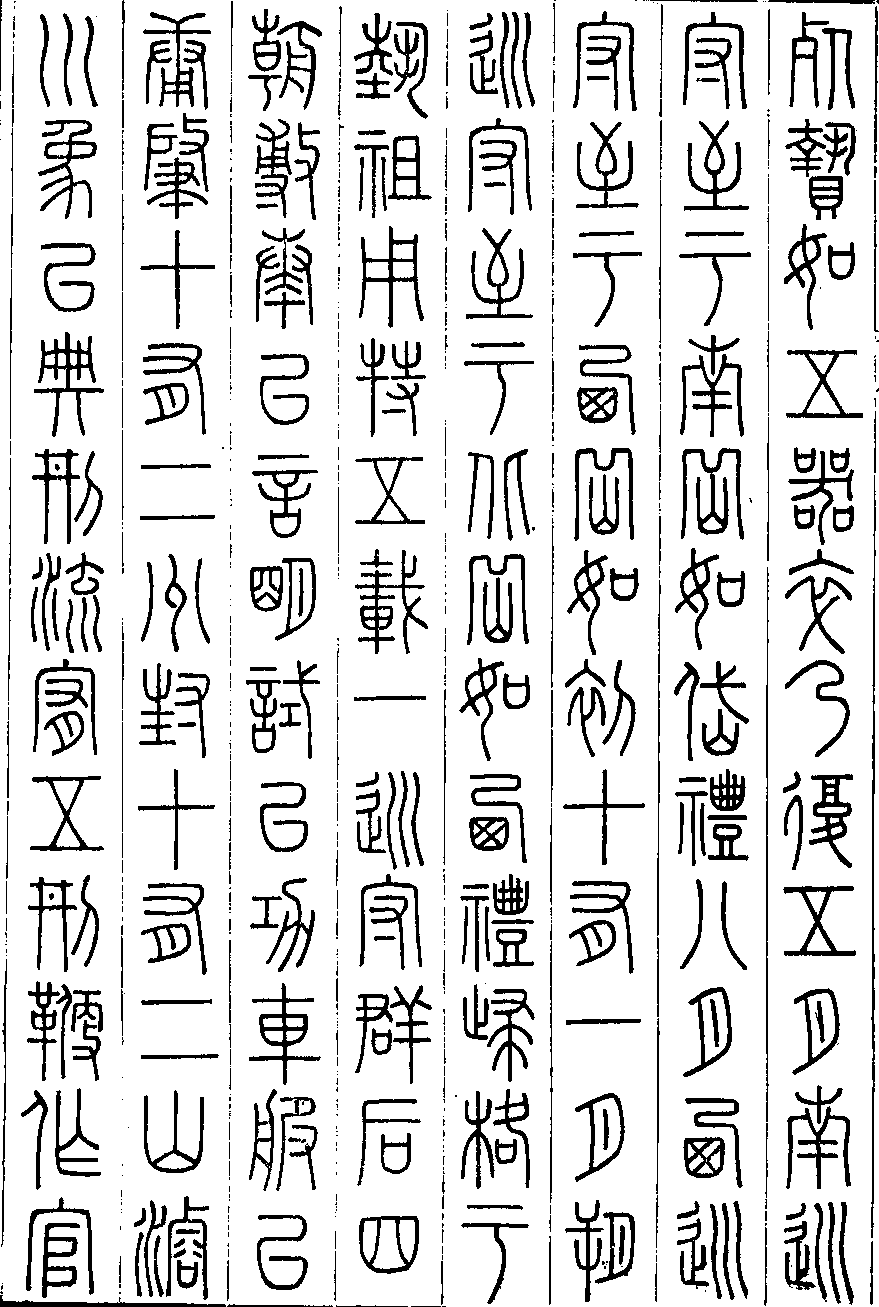 死贄如五器卒乃復五月南巡
守至于南岳如岱禮八月西巡
守至于西岳如初十有一月朔
巡守至于北岳如西禮歸格于
藝祖用特五載一巡守群后四
朝敷奏以言明試以功車服以
庸肇十有二州封十有二山濬
川象以典刑流宥五刑鞭作官